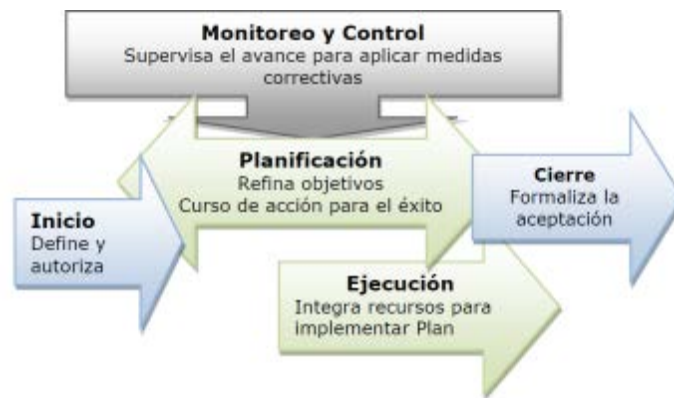 Monitoreo y Control
Supervisa el avance para aplicar medidas
correctivas
Planificación
Refina objetivos
Curso de acción para el éxito
Inicio
Define y
autoriza
Cierre
Formaliza la
aceptación
Ejecución
Integra recursos para
implementar Plan